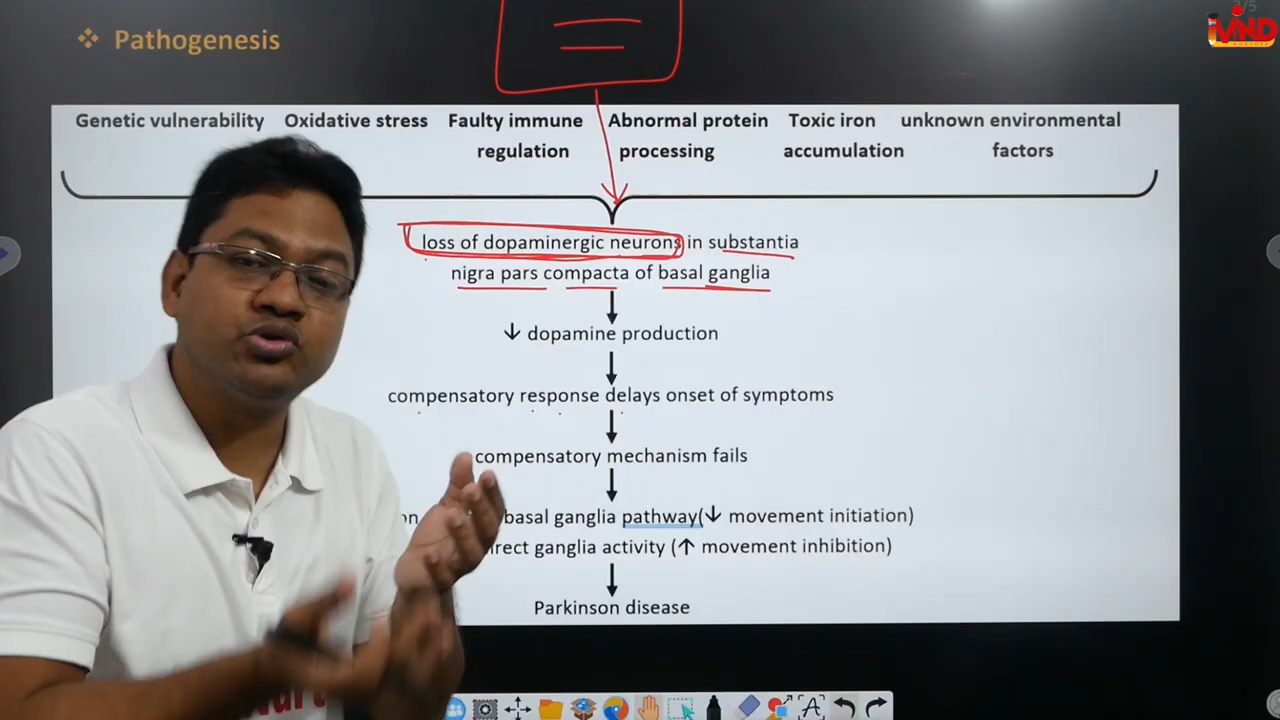 ❖ Pathogenesis
Genetic vulnerability Oxidative stress Faulty immune regulation Abnormal protein processing Toxic iron accumulation unknown environmental factors
loss of dopaminergic neurons in substantia
nigra pars compacta of basal ganglia
↓ dopamine production
compensatory response delays onset of symptoms
compensatory mechanism fails
basal ganglia pathway(↓ movement initiation)
ganglia activity (↑ movement inhibition)
Parkinson disease